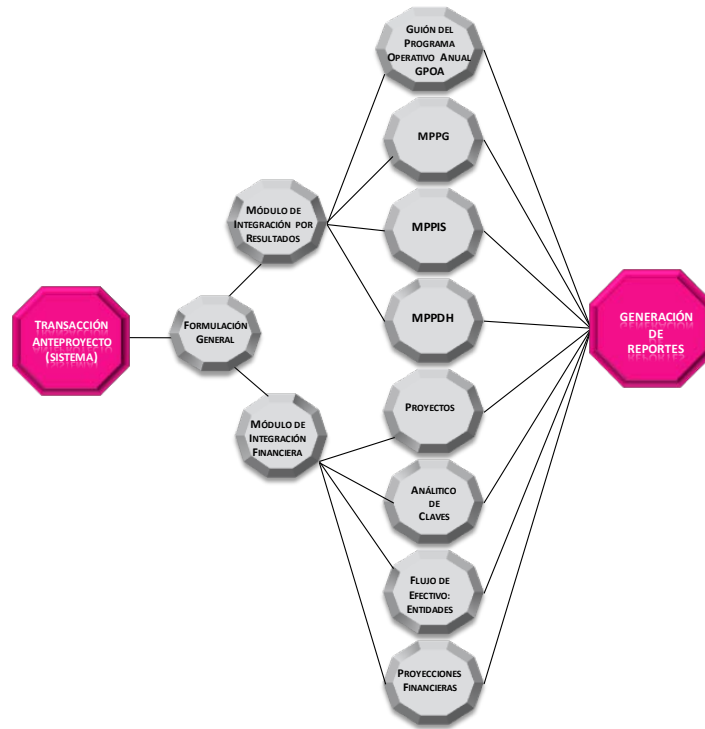 GUIÓN DEL
PROGRAMA
OPERATIVO ANUAL
GPOA
MPPG
MÓDULO DE
INTEGRACIÓN POR
RESULTADOS
MPPIS
TRANSACCIÓN
ANTEPROYECTO
(SISTEMA)
FORMULACIÓN
GENERAL
MPPDH
GENERACIÓN
DE
REPORTES
MÓDULO DE
INTEGRACIÓN
FINANCIERA
PROYECTOS
ANÁLITICO
DE
CLAVES
FLUJO DE
EFECTIVO:
ENTIDADES
PROYECCIONES
FINANCIERAS